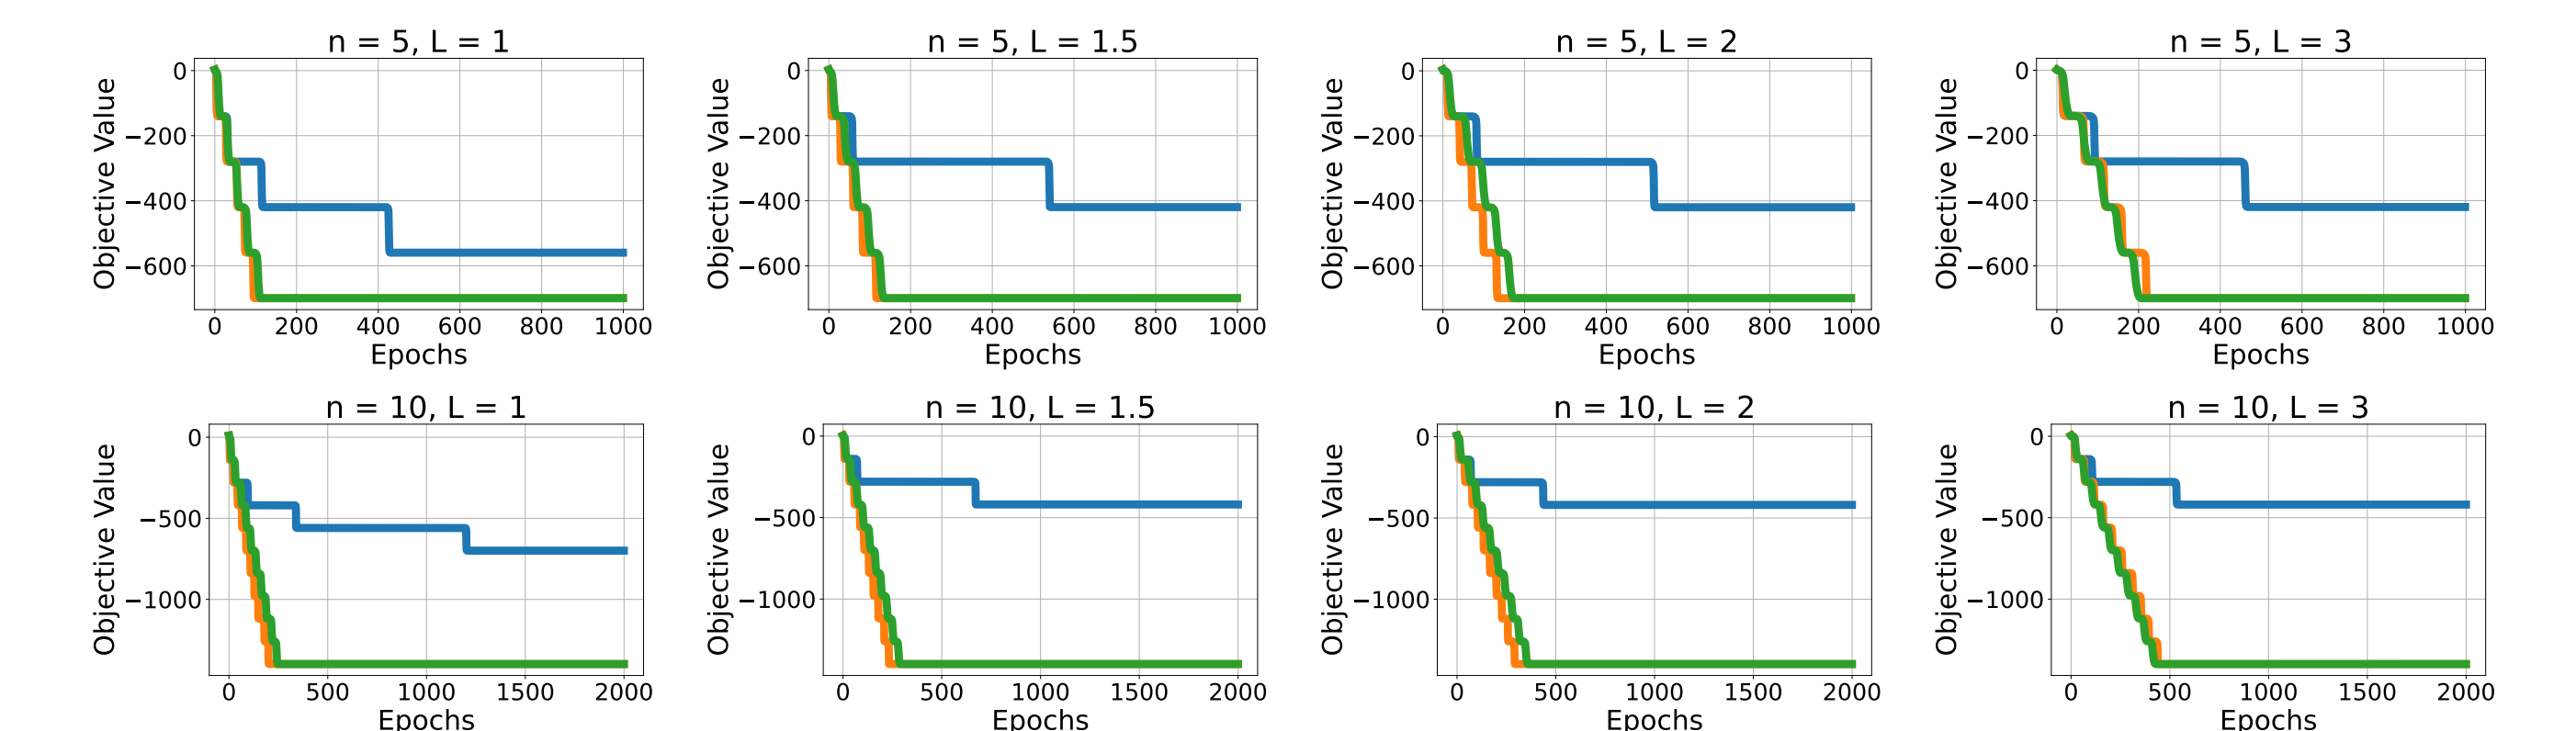 n = 5, L = 1
Objective Value
0
−200
−400
−600
0 200 400 600 800 1000
Epochs
n = 5, L = 1.5
Objective Value
0
−200
−400
−600
0 200 400 600 800 1000
Epochs
n = 5, L = 2
Objective Value
0
−200
−400
−600
0 200 400 600 800 1000
Epochs
n = 5, L = 3
Objective Value
0
−200
−400
−600
0 200 400 600 800 1000
Epochs
n = 10, L = 1
Objective Value
0
−500
−1000
0 500 1000 1500 2000
Epochs
n = 10, L = 1.5
Objective Value
0
−500
−1000
0 500 1000 1500 2000
Epochs
n = 10, L = 2
Objective Value
0
−500
−1000
0 500 1000 1500 2000
Epochs
n = 10, L = 3
Objective Value
0
−500
−1000
0 500 1000 1500 2000
Epochs